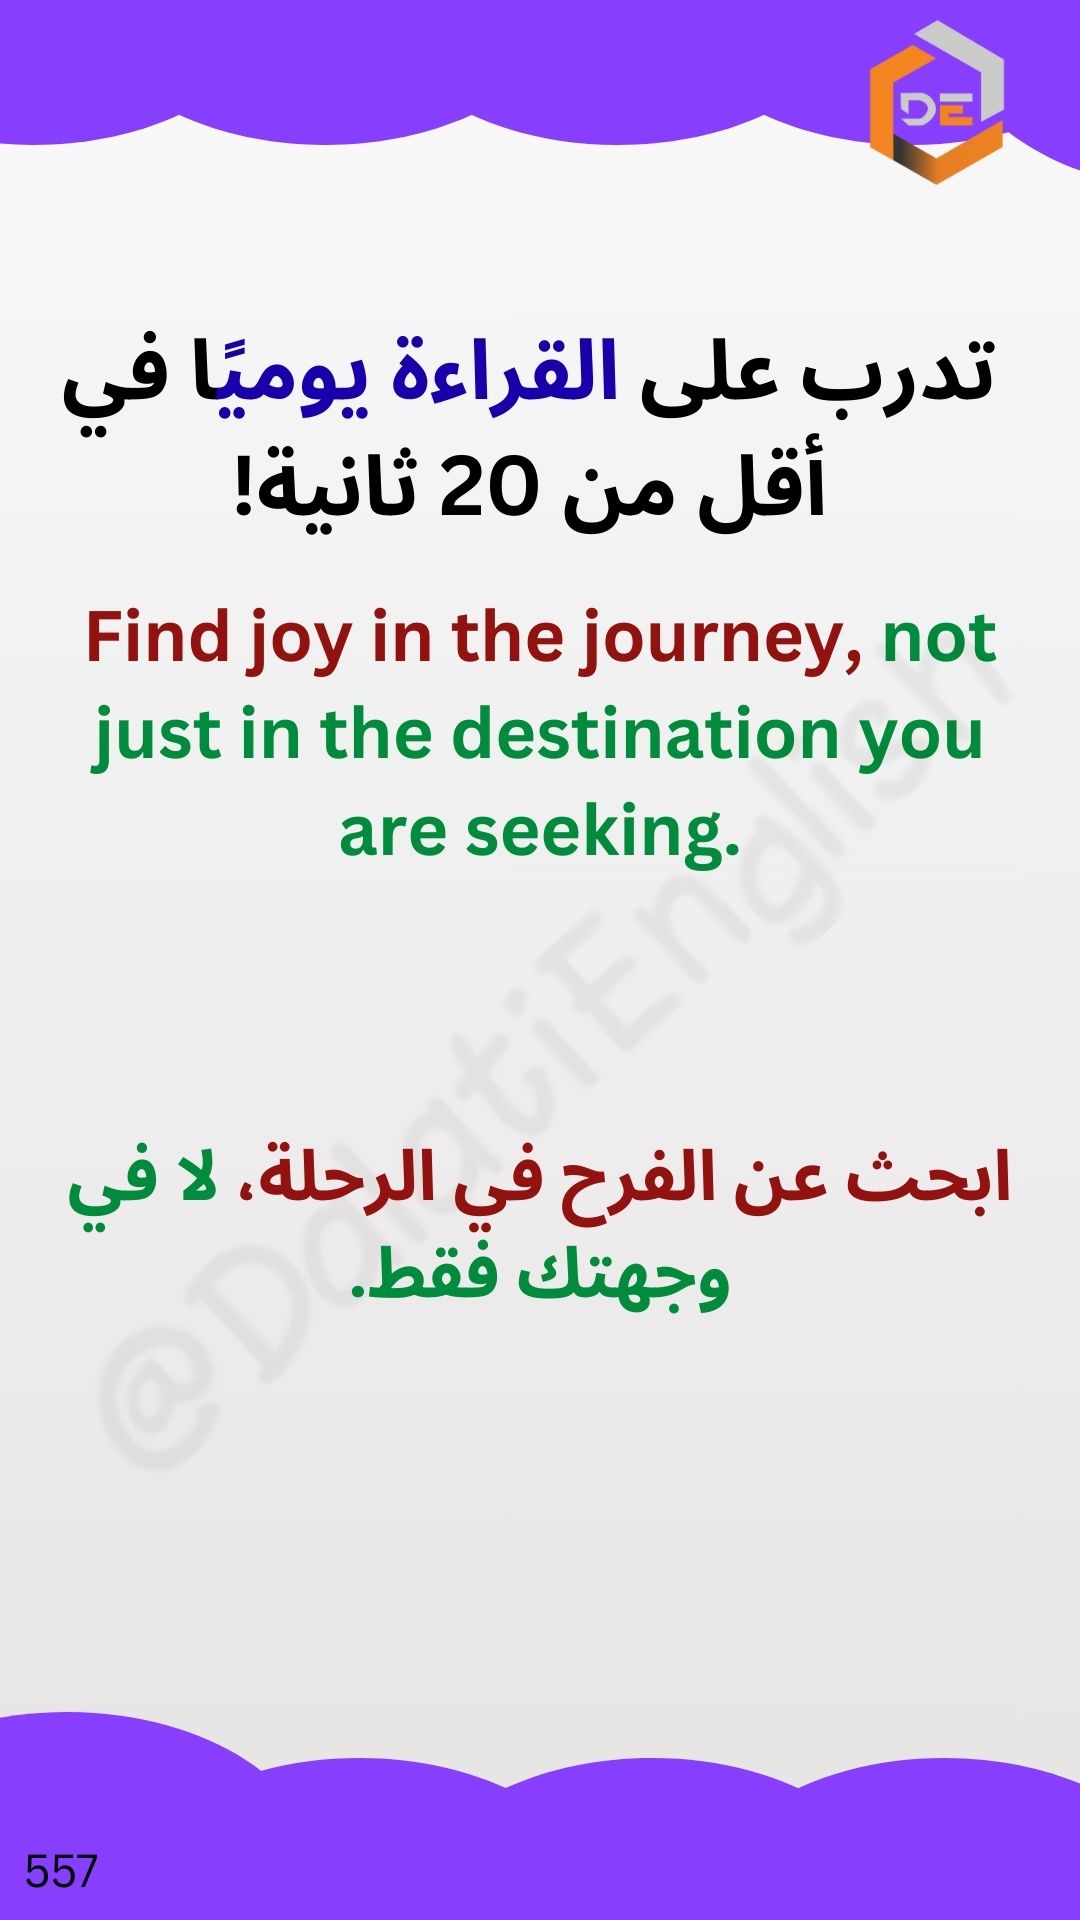 DE
تدرب على القراءة يوميًا في
أقل من 20 ثانية!
Find joy in the journey, not
just in the destination you
are seeking.
@DalatiEnglish
ابحث عن الفرح في الرحلة، لا في
وجهتك فقط.
557